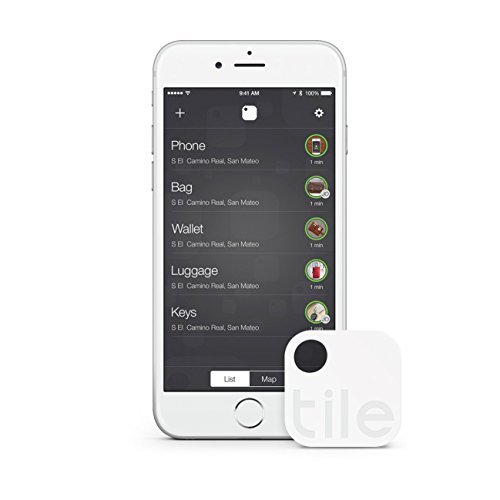 9:41 AM
100%
+
Phone
S El Camino Real, San Mateo
1 min
Bag
S El Camino Real, San Mateo
1 min
Wallet
S El Camino Real, San Mateo
1 min
Luggage
S El Camino Real, San Mateo
1 min
Keys
S El Camino Real, San Mateo
1 min
List
Map
tile